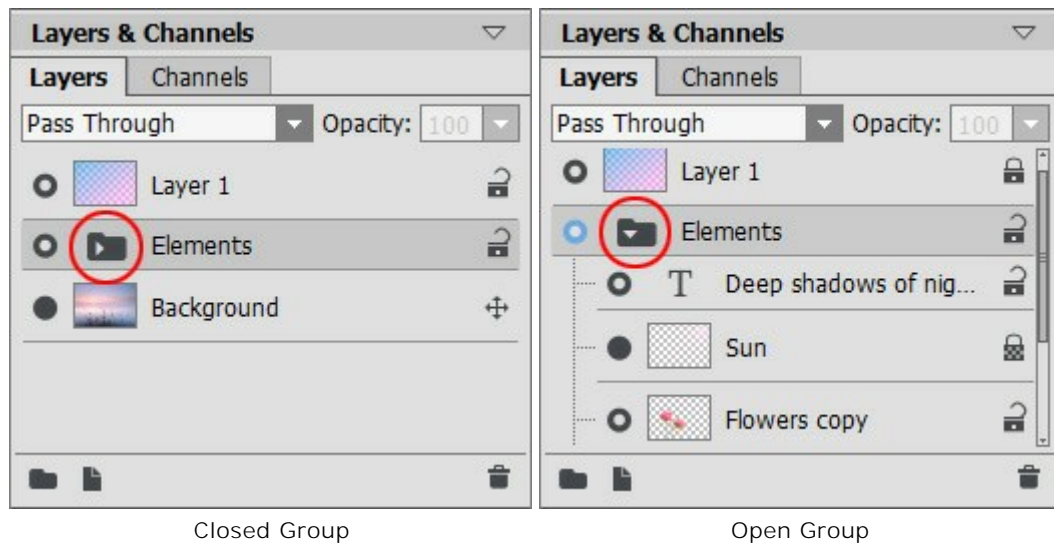 Layers & Channels
Layers Channels
Pass Through Opacity: 100
Layer 1
Elements
Background
Closed Group
Layers & Channels
Layers Channels
Pass Through Opacity: 100
Layer 1
Elements
T Deep shadows of nig...
Sun
Flowers copy
Open Group